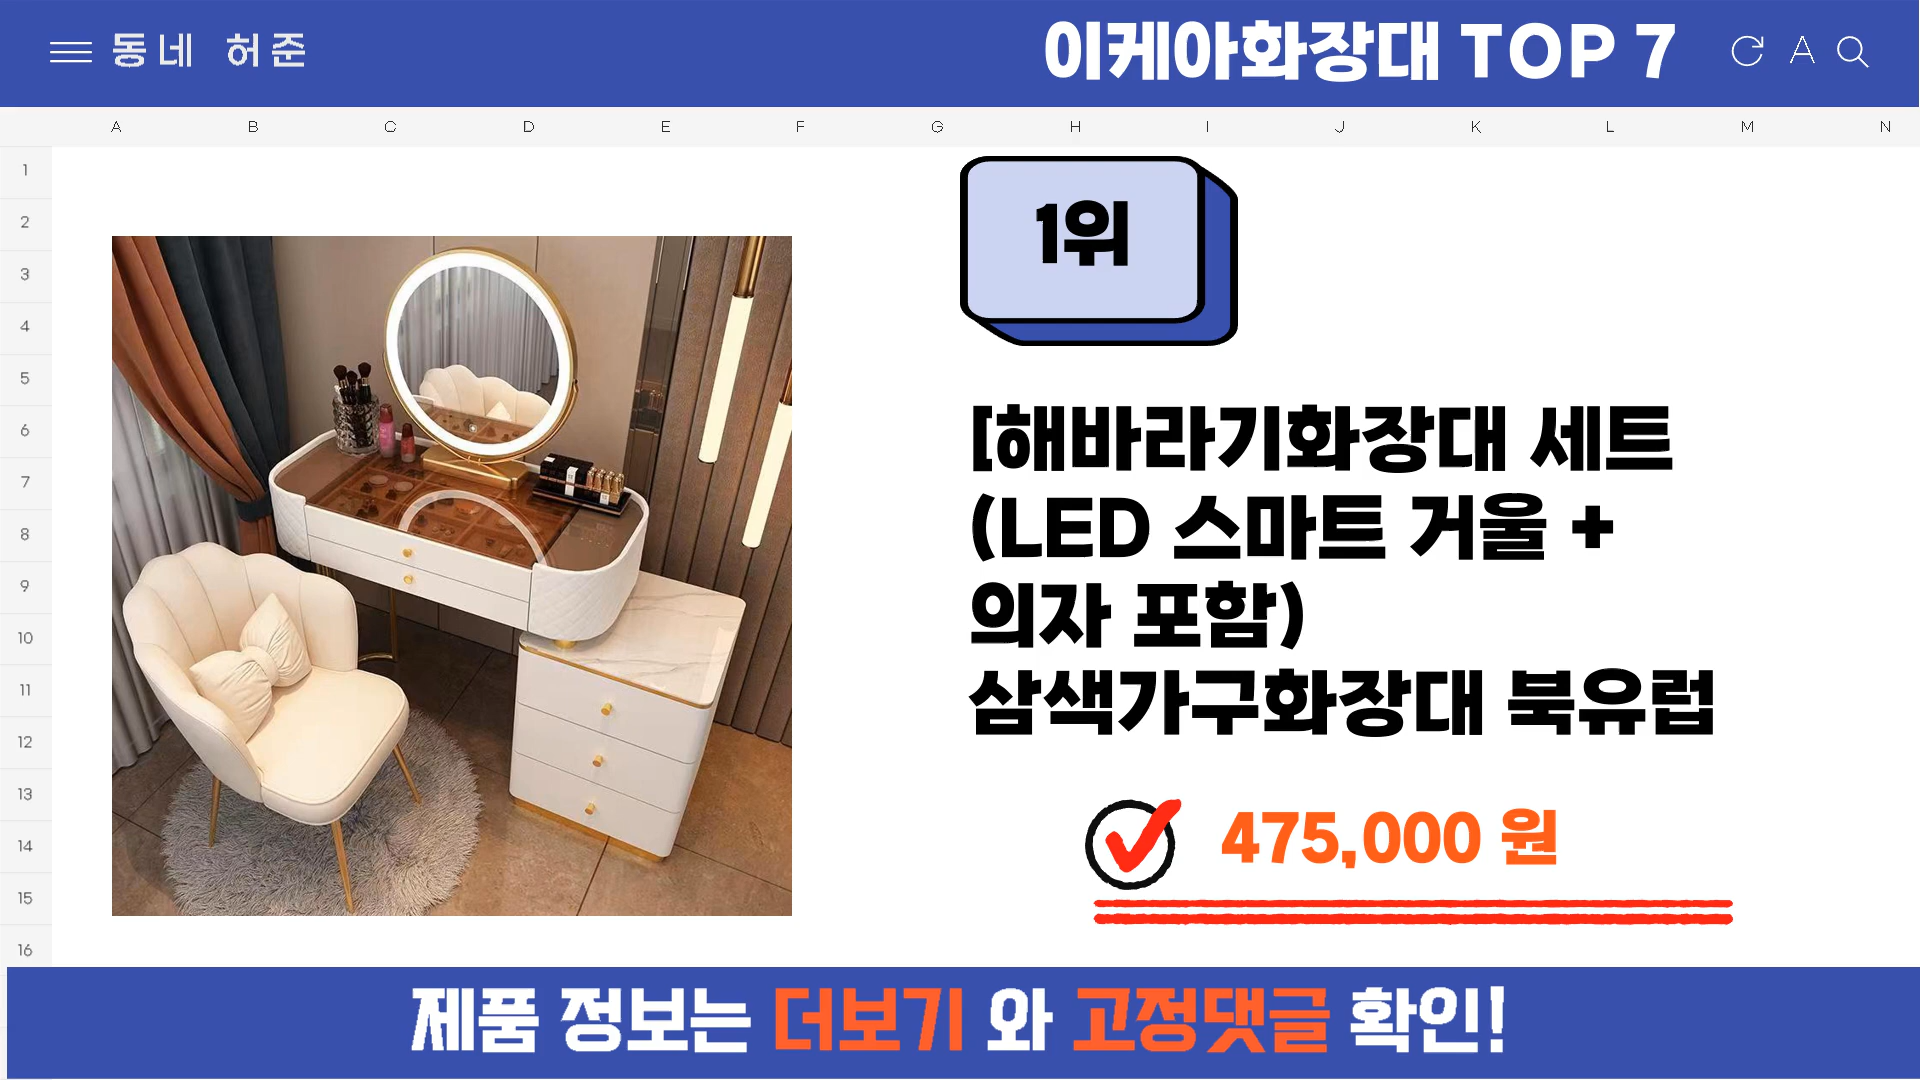 동네 허준
이케아화장대 TOP 7
A B C D E F G H I J K L M N
1
2
3
4
5
6
7
8
9
10
11
12
13
14
15
16
1위
[해바라기화장대 세트
(LED 스마트 거울 +
의자 포함)
삼색가구화장대 북유럽
475,000 원
제품 정보는 더보기 와 고정댓글 확인!